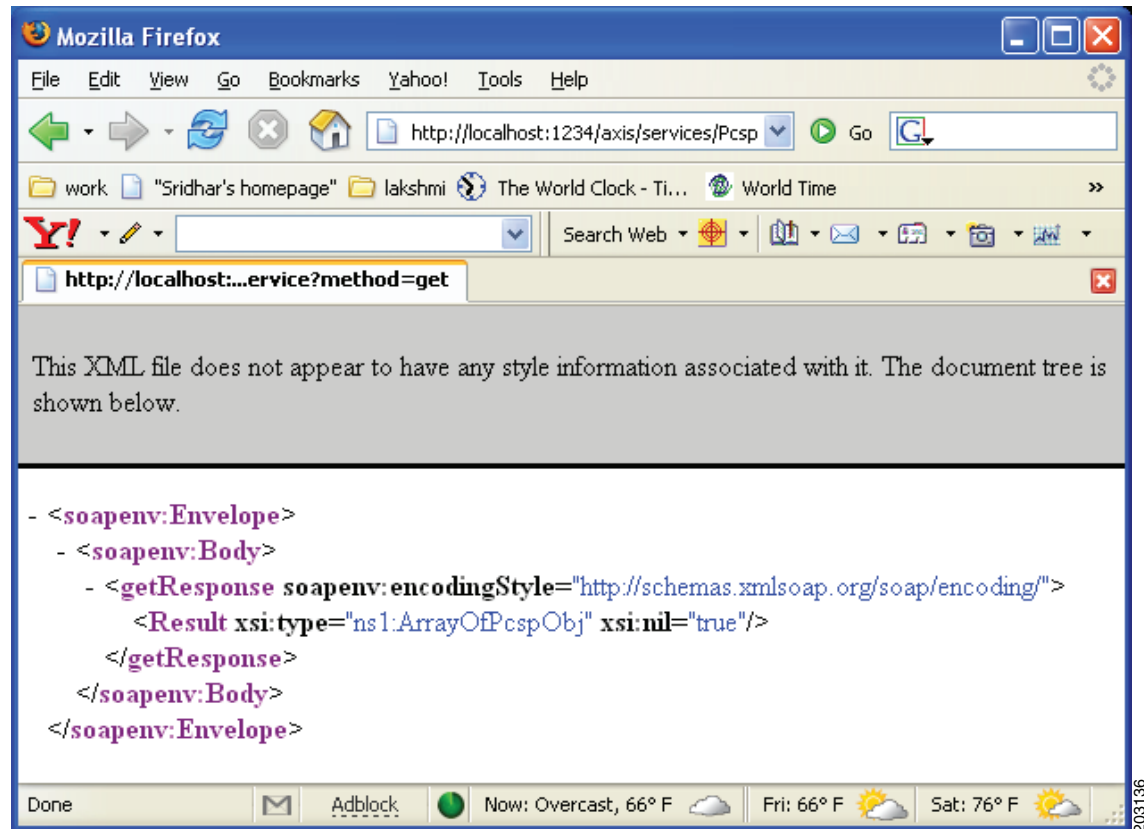 Mozilla Firefox
File Edit View Go Bookmarks Yahoo! Tools Help
http://localhost:1234/axis/services/Pcsp Go G
work "Sridhar's homepage" lakshmi The World Clock - Ti... World Time »
Y! Search Web
http://localhost:...ervice?method=get
This XML file does not appear to have any style information associated with it. The document tree is
shown below.
- <soapenv:Envelope>
- <soapenv:Body>
- <getResponse soapenv:encodingStyle="http://schemas.xmlsoap.org/soap/encoding/">
<Result xsi:type="ns1:ArrayOfPcspObj" xsi:nil="true"/>
</getResponse>
</soapenv:Body>
</soapenv:Envelope>
Done Adblock Now: Overcast, 66° F Fri: 66° F Sat: 76° F
203136